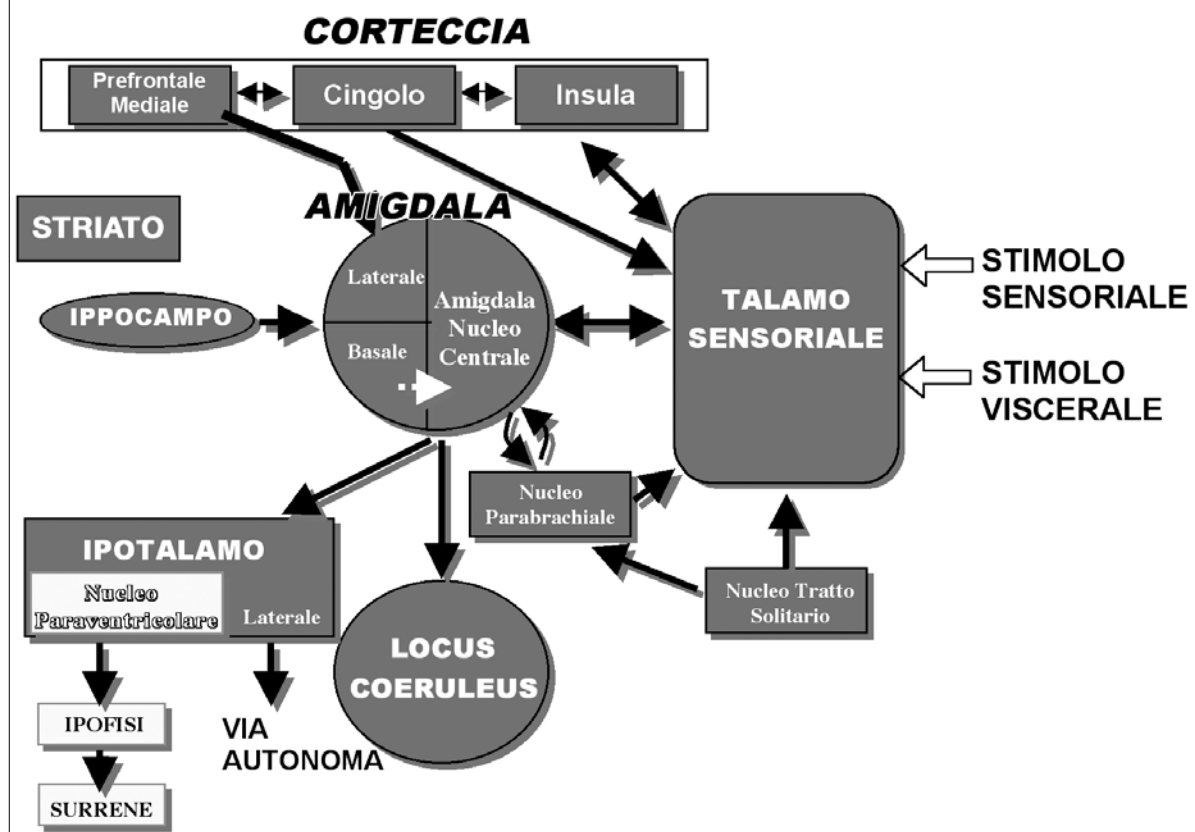 CORTECCIA
Prefrontale
Mediale
Cingolo
Insula
AMIGDALA
STRIATO
Laterale
Amigdala
Nucleo
Centrale
Basale
IPPOCAMPO
TALAMO
SENSORIALE
STIMOLO
SENSORIALE
STIMOLO
VISCERALE
Nucleo
Parabrachiale
Nucleo Tratto
Solitario
IPOTALAMO
Nucleo
Paraventricolare
Laterale
LOCUS
COERULEUS
IPOFISI
VIA
AUTONOMA
SURRENE